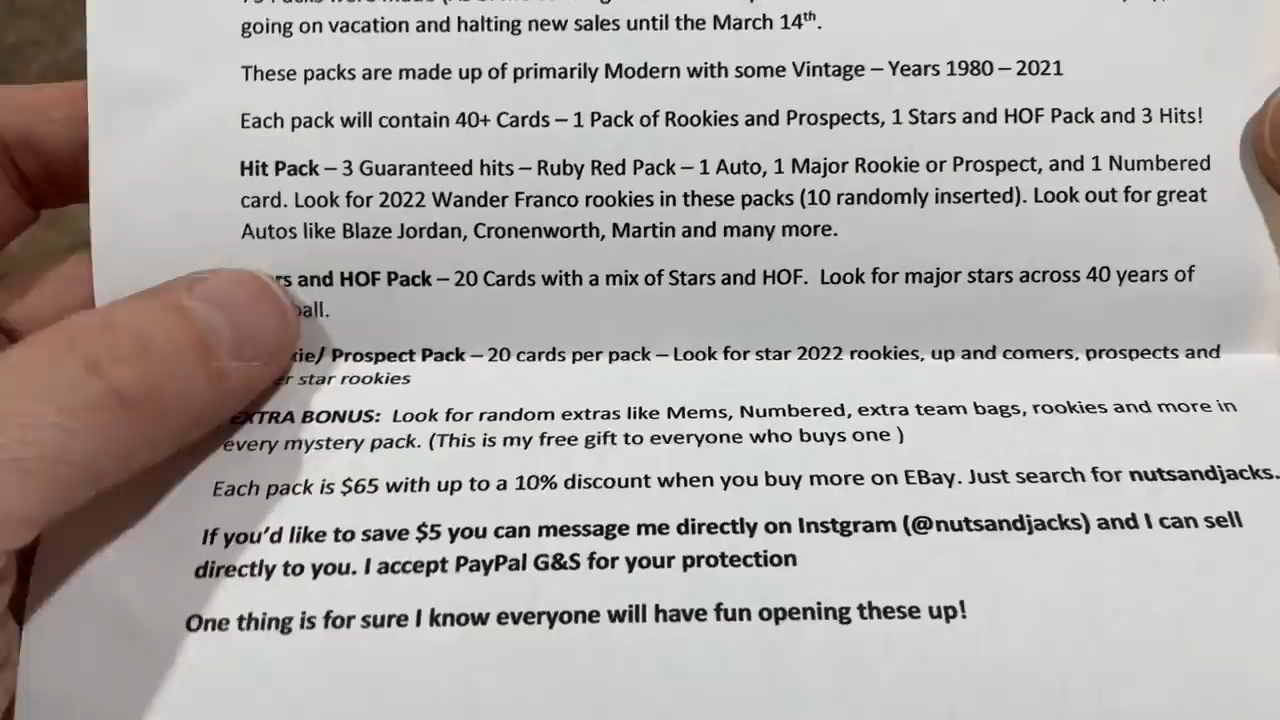 going on vacation and halting new sales until the March 14th.
These packs are made up of primarily Modern with some Vintage – Years 1980 – 2021
Each pack will contain 40+ Cards – 1 Pack of Rookies and Prospects, 1 Stars and HOF Pack and 3 Hits!
Hit Pack – 3 Guaranteed hits – Ruby Red Pack – 1 Auto, 1 Major Rookie or Prospect, and 1 Numbered
card. Look for 2022 Wander Franco rookies in these packs (10 randomly inserted). Look out for great
Autos like Blaze Jordan, Cronenworth, Martin and many more.
rs and HOF Pack – 20 Cards with a mix of Stars and HOF. Look for major stars across 40 years of
ball.
kie/ Prospect Pack – 20 cards per pack – Look for star 2022 rookies, up and comers, prospects and
er star rookies
EXTRA BONUS: Look for random extras like Mems, Numbered, extra team bags, rookies and more in
every mystery pack. (This is my free gift to everyone who buys one )
Each pack is $65 with up to a 10% discount when you buy more on EBay. Just search for nutsandjacks.
If you'd like to save $5 you can message me directly on Instgram (@nutsandjacks) and I can sell
directly to you. I accept PayPal G&S for your protection
One thing is for sure I know everyone will have fun opening these up!